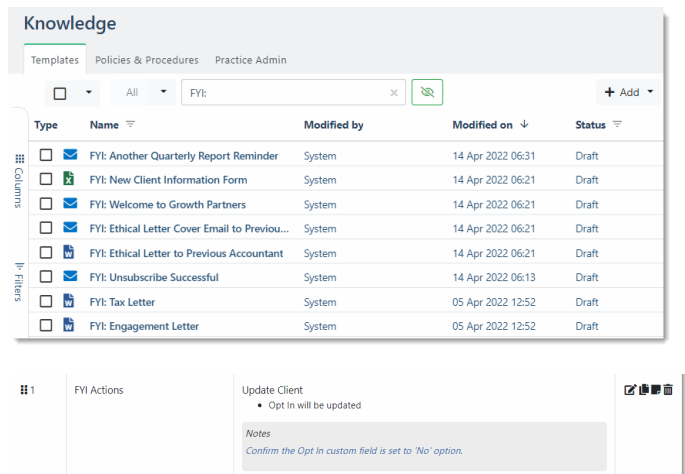 Knowledge
Templates Policies & Procedures Practice Admin
All FYI: + Add
Type Name Modified by Modified on Status
FYI: Another Quarterly Report Reminder System 14 Apr 2022 06:31 Draft
FYI: New Client Information Form System 14 Apr 2022 06:21 Draft
FYI: Welcome to Growth Partners System 14 Apr 2022 06:21 Draft
FYI: Ethical Letter Cover Email to Previou... System 14 Apr 2022 06:21 Draft
FYI: Ethical Letter to Previous Accountant System 14 Apr 2022 06:21 Draft
FYI: Unsubscribe Successful System 14 Apr 2022 06:13 Draft
FYI: Tax Letter System 05 Apr 2022 12:52 Draft
FYI: Engagement Letter System 05 Apr 2022 12:52 Draft
Columns
Filters
1 FYI Actions Update Client
• Opt In will be updated
Notes
Confirm the Opt In custom field is set to 'No' option.